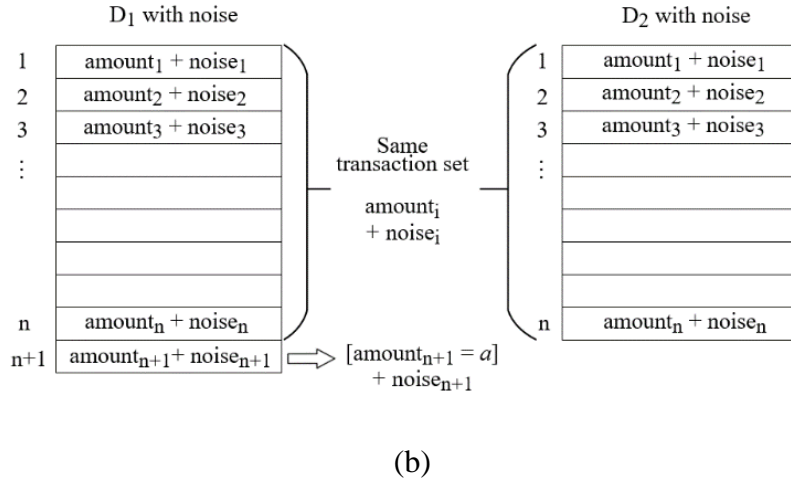 D₁ with noise
D₂ with noise
1 amount₁ + noise₁
2 amount₂ + noise₂
3 amount₃ + noise₃
⋮
n amountₙ + noiseₙ
n+1 amountₙ₊₁+ noiseₙ₊₁
Same
transaction set
amountᵢ
+ noiseᵢ
[amountₙ₊₁ = a]
+ noiseₙ₊₁
1 amount₁ + noise₁
2 amount₂ + noise₂
3 amount₃ + noise₃
⋮
n amountₙ + noiseₙ
(b)